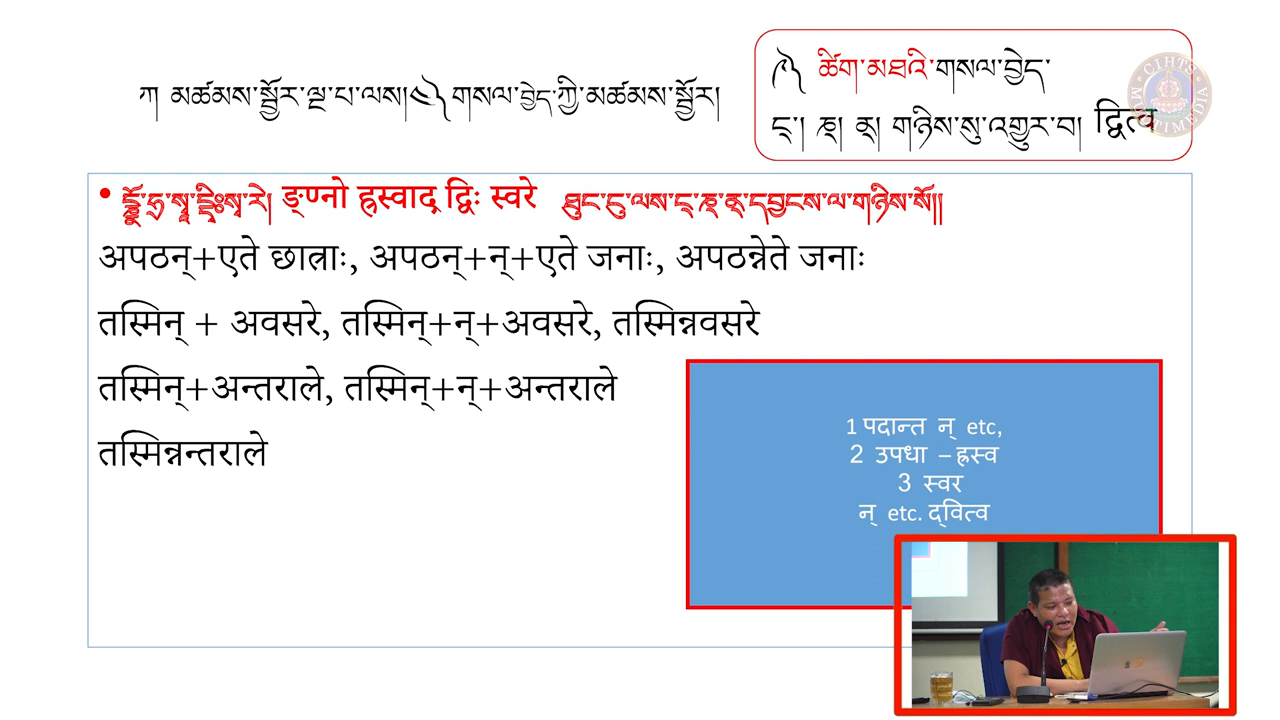 ཀ མཚམས་སྦྱོར་ལྔ་པ་ལས། ༤༽ གསལ་བྱེད་ཀྱི་མཚམས་སྦྱོར།
༡༽ ཚིག་མཐའི་གསལ་བྱེད་
ང་། ཎ། ན། གཉིས་སུ་འགྱུར་བ། द्वित्व
CIHTS
MULTIMEDIA
• ङ्ण्नो ह्रस्वाद् द्विः स्वरे ཐུང་ངུ་ལས་ང་ཎ་ན་དབྱངས་ལ་གཉིས་སོ།།
अपठन्+एते छात्राः, अपठन्+न्+एते जनाः, अपठन्नेते जनाः
तस्मिन् + अवसरे, तस्मिन्+न्+अवसरे, तस्मिन्नवसरे
तस्मिन्+अन्तराले, तस्मिन्+न्+अन्तराले
तस्मिन्नन्तराले
1 पदान्त न् etc,
2 उपधा – ह्रस्व
3 स्वर
न् etc. द्वित्व